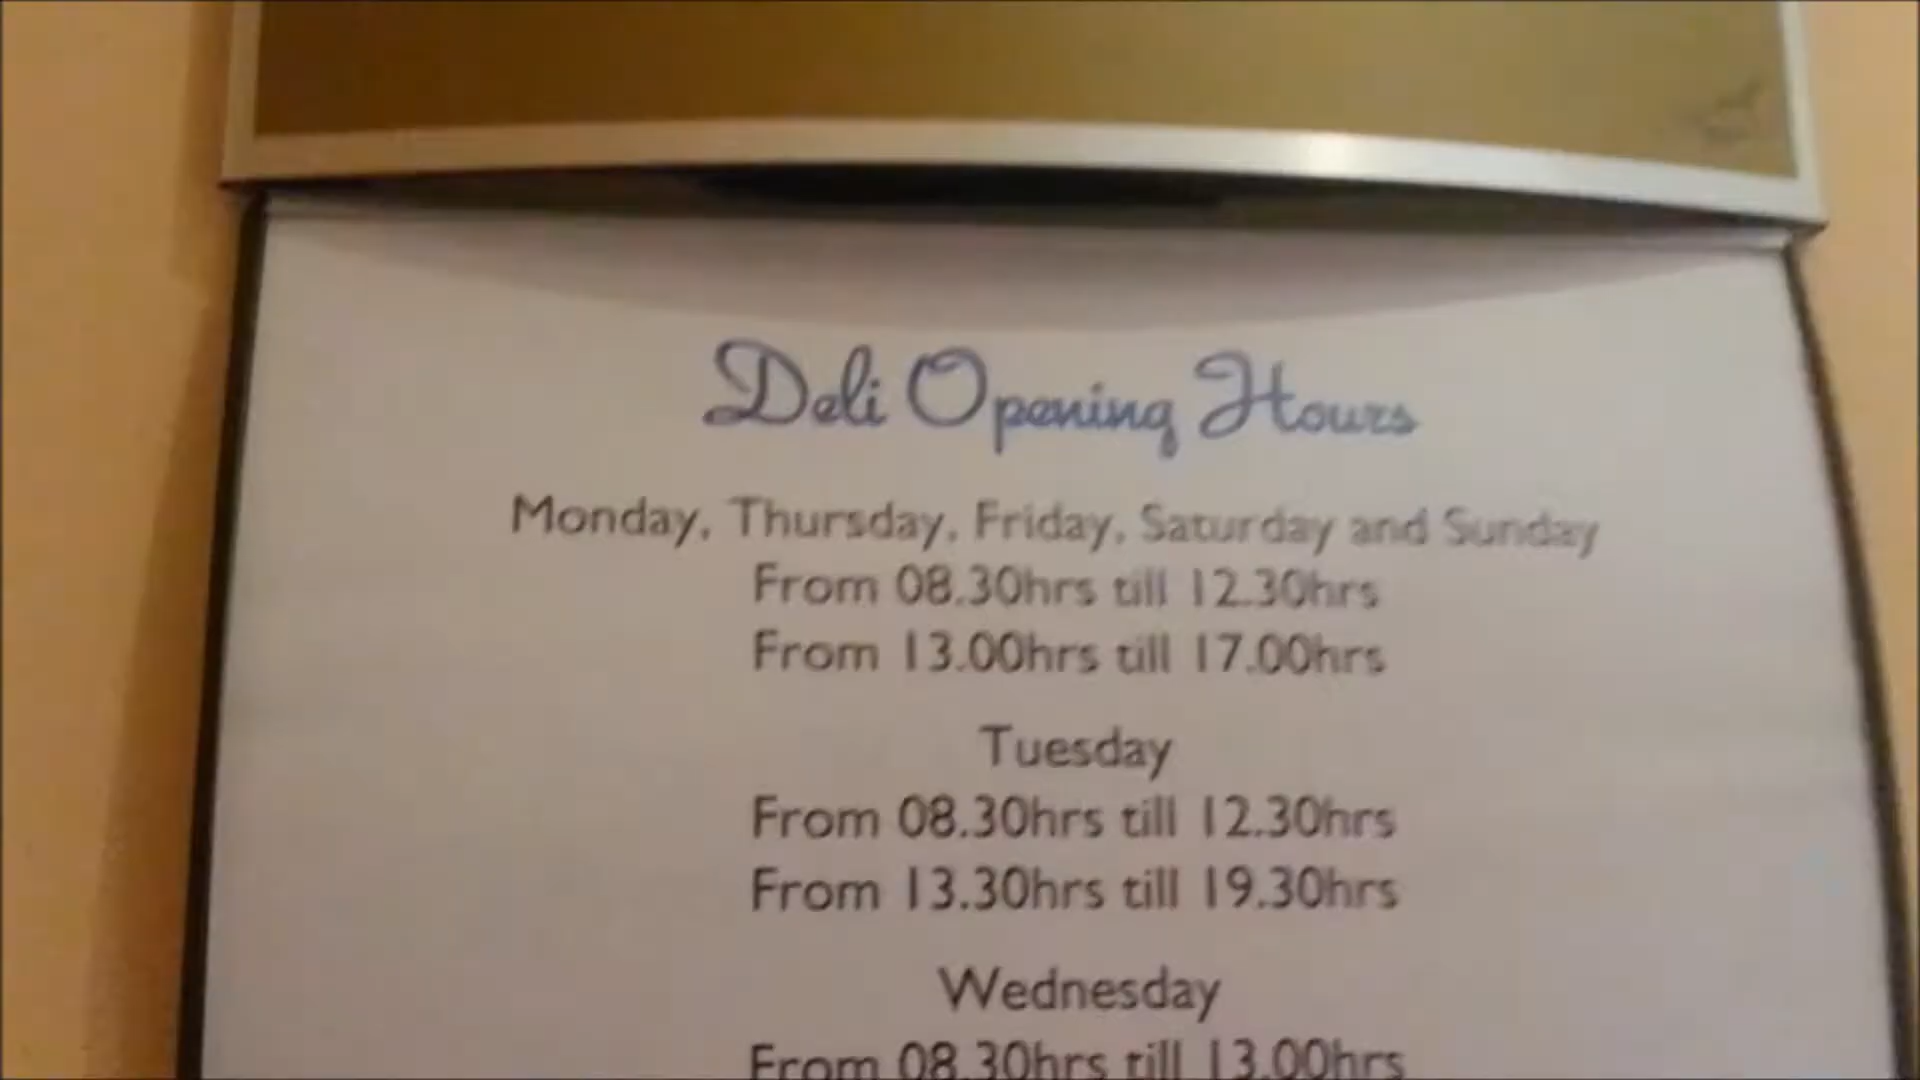 Deli Opening Hours
Monday, Thursday, Friday, Saturday and Sunday
From 08.30hrs till 12.30hrs
From 13.00hrs till 17.00hrs
Tuesday
From 08.30hrs till 12.30hrs
From 13.30hrs till 19.30hrs
Wednesday
From 08.30hrs till 13.00hrs